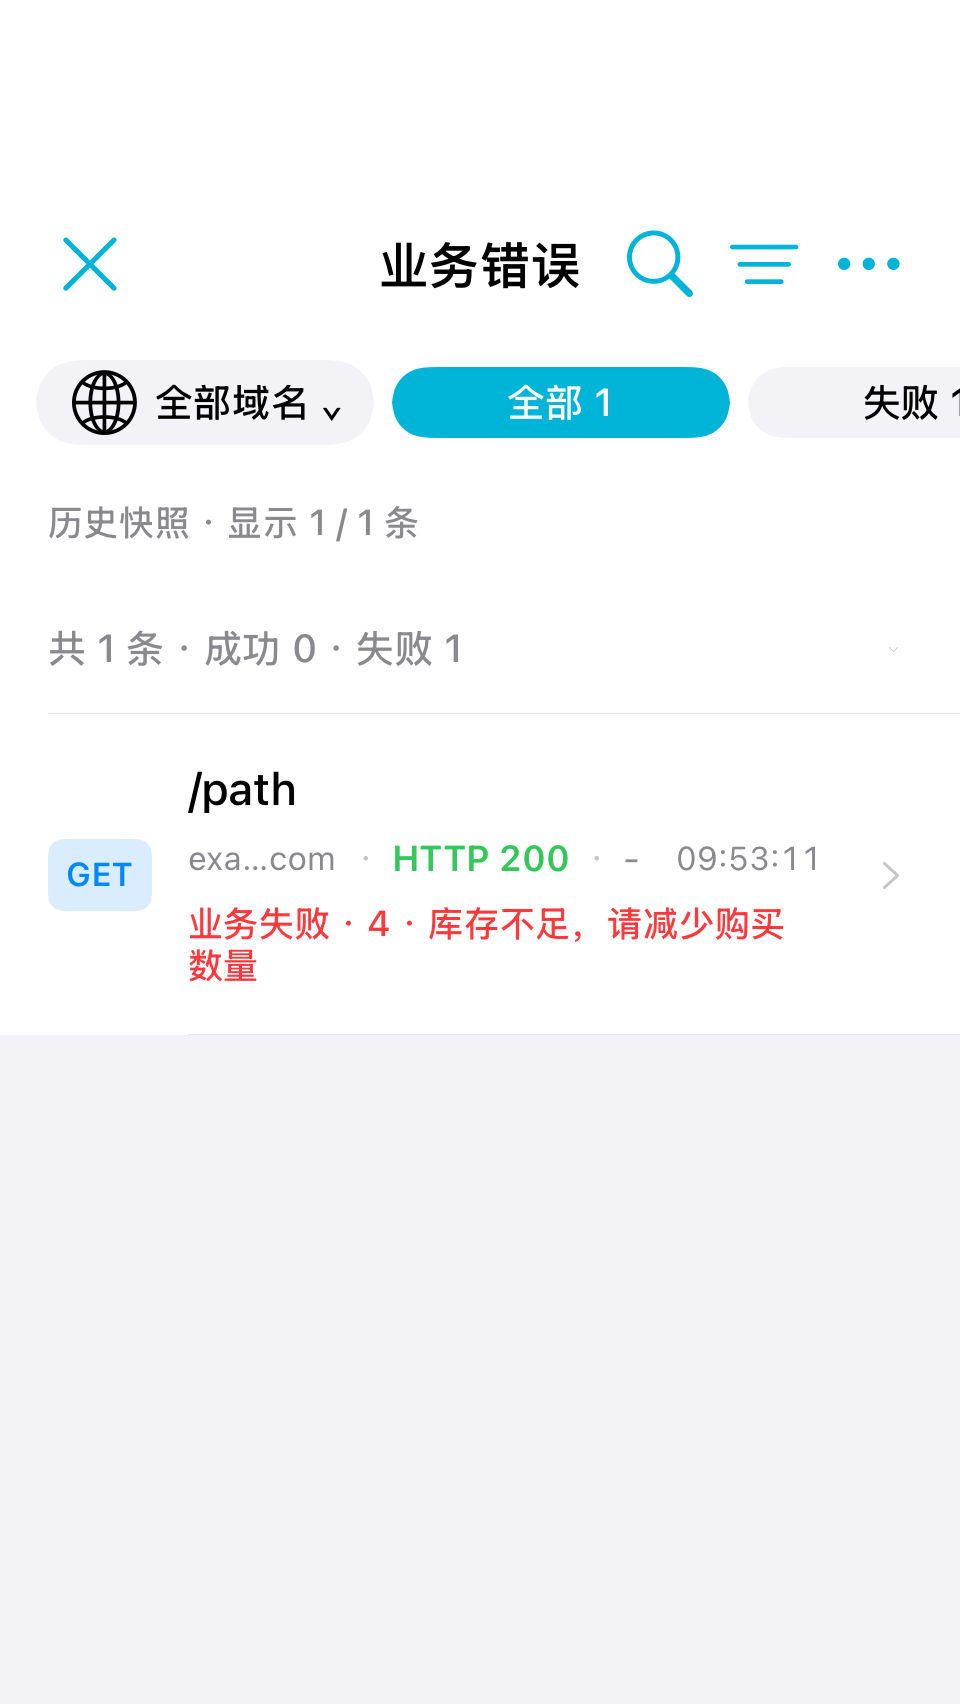 业务错误
全部域名
全部 1
失败 1
历史快照 · 显示 1 / 1 条
共 1 条 · 成功 0 · 失败 1
/path
GET
exa...com · HTTP 200 · - 09:53:11
业务失败 · 4 · 库存不足，请减少购买
数量